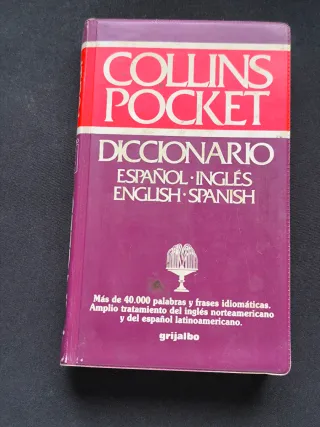 COLLINS
POCKET
DICCIONARIO
ESPAÑOL·INGLÉS
ENGLISH·SPANISH
Más de 40.000 palabras y frases idiomáticas.
Amplio tratamiento del inglés norteamericano
y del español latinoamericano.
grijalbo